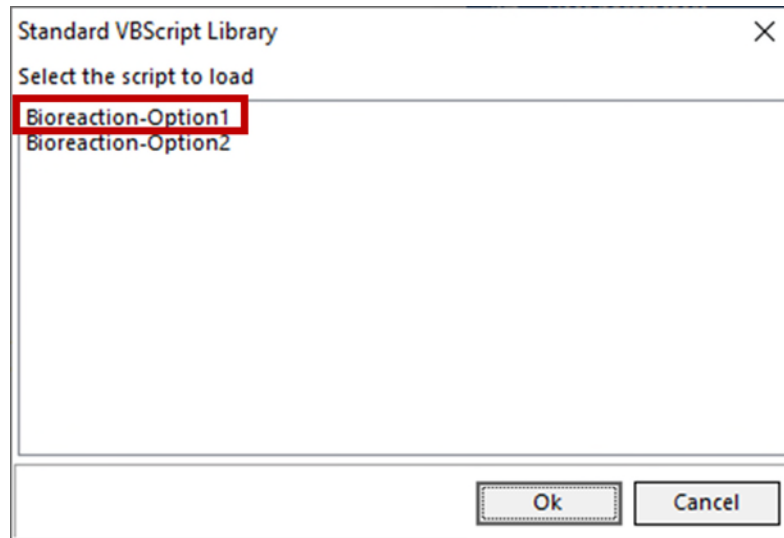 Standard VBScript Library
Select the script to load
Bioreaction-Option1
Bioreaction-Option2
Ok
Cancel